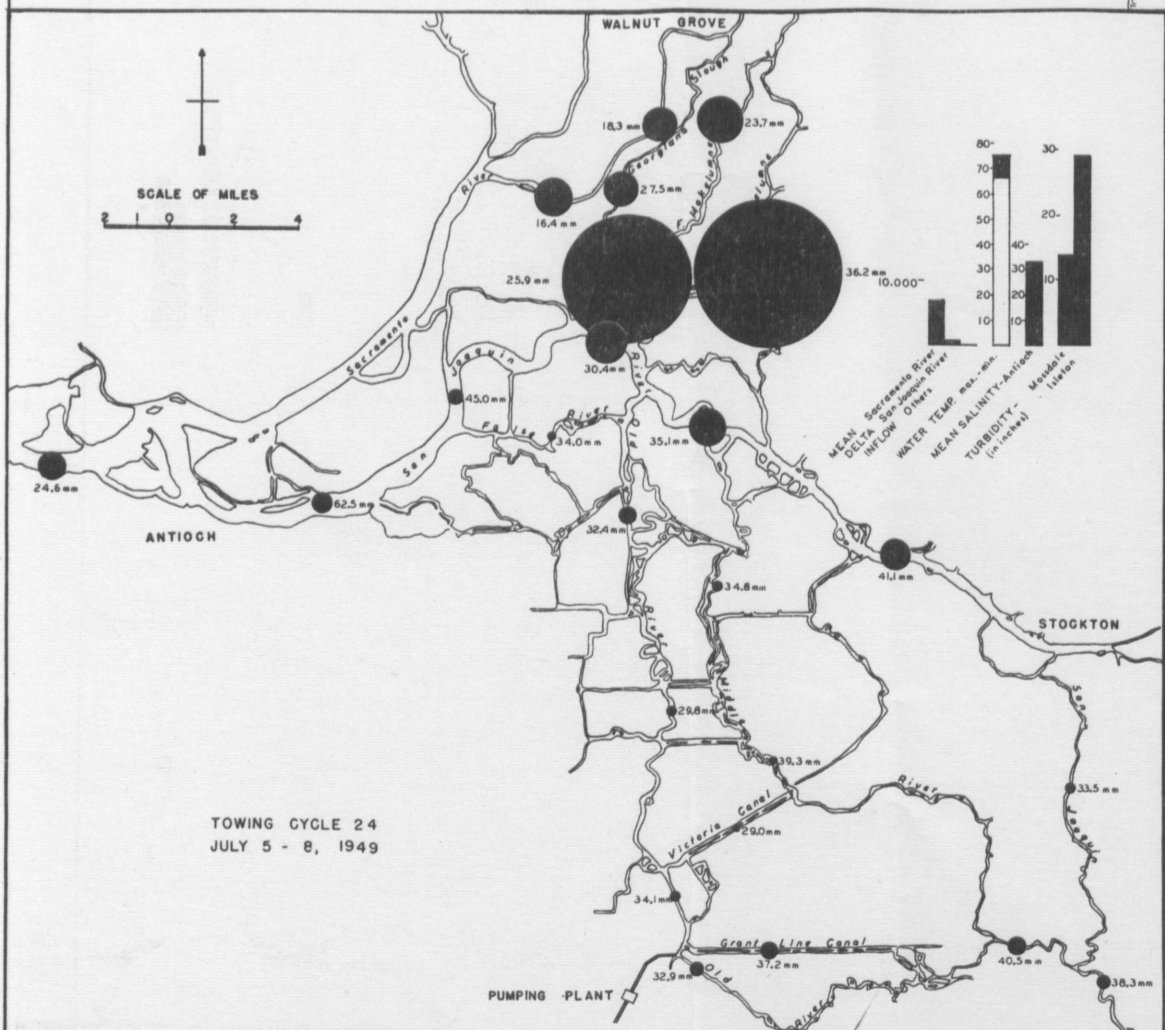 WALNUT GROVE
Slough
Georgiana
18.3 mm
23.7 mm
SCALE OF MILES
2 0 2 4
River
27.5 mm
16.4 mm
F. Mokelumne
25.9 mm
36.2 mm
10,000
80
70
60
50
40
30
20
10
40
30
20
10
30
20
10
Sacramento
San
Joaquin
30.4 mm
River
45.0 mm
False
River
34.0 mm
Old
35.1 mm
Sacramento River
MEAN San Joaquin River
DELTA Others
INFLOW
WATER TEMP. max.-min.
MEAN SALINITY-Antioch
TURBIDITY- Mossdale
(in inches) Isleton
24.6 mm
62.5 mm
ANTIOCH
32.4 mm
41.1 mm
34.8 mm
STOCKTON
River
Middle
San
Joaquin
29.8 mm
39.3 mm
River
33.5 mm
TOWING CYCLE 24
JULY 5 - 8, 1949
Victoria Canal
29.0 mm
34.1 mm
Grant Line Canal
37.2 mm
40.5 mm
32.9 mm
Old
River
38.3 mm
PUMPING PLANT